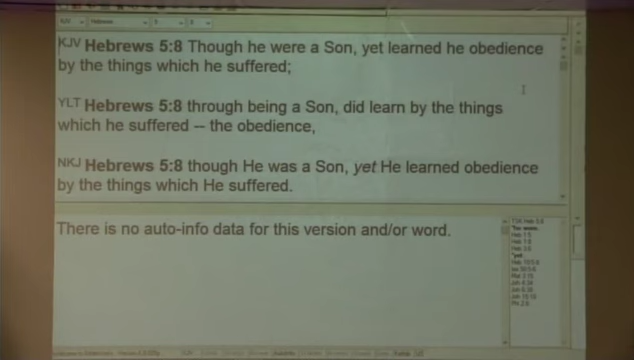 KJV Hebrews 5:8 Though he were a Son, yet learned he obedience
by the things which he suffered;
YLT Hebrews 5:8 through being a Son, did learn by the things
which he suffered -- the obedience,
NKJ Hebrews 5:8 though He was a Son, yet He learned obedience
by the things which He suffered.
There is no auto-info data for this version and/or word.